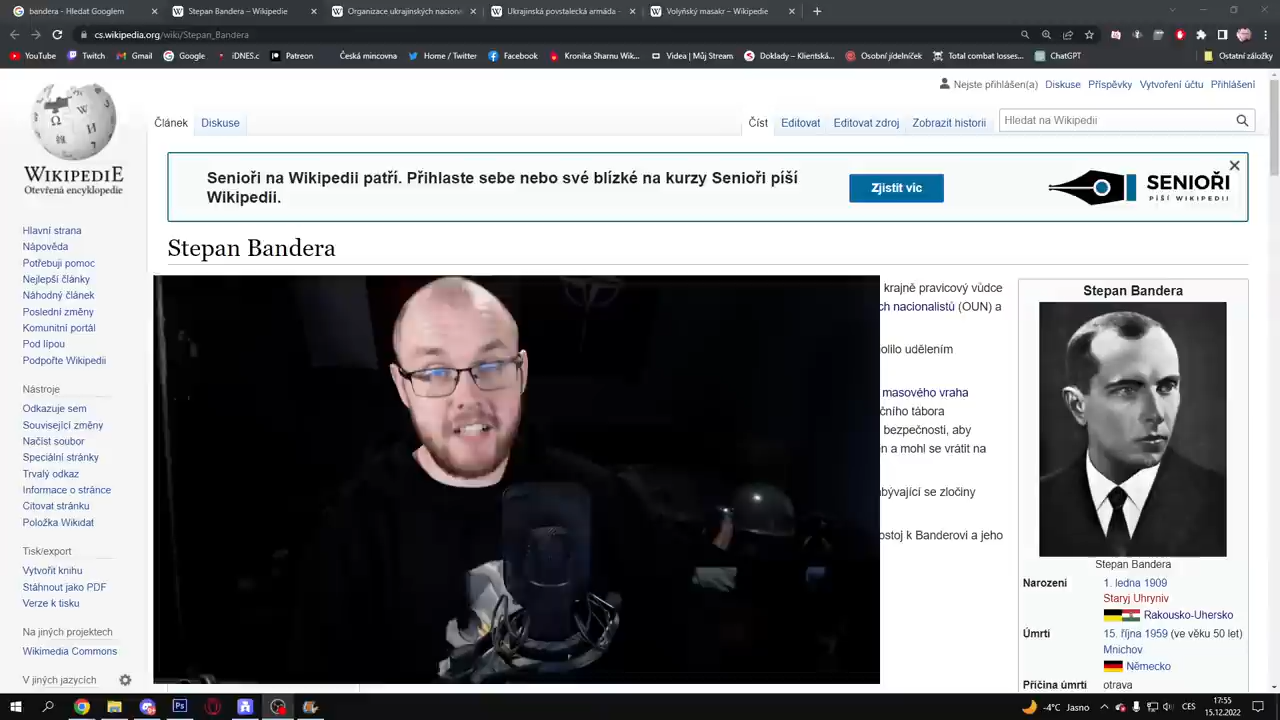 bandera - Hledat Googlem
Stepan Bandera – Wikipedie
Organizace ukrajinských nacional
Ukrajinská povstalecká armáda -
Volyňský masakr – Wikipedie
cs.wikipedia.org/wiki/Stepan_Bandera
YouTube
Twitch
Gmail
Google
iDNES.c
Patreon
Česká mincovna
Home / Twitter
Facebook
Kronika Sharnu Wik...
Videa | Můj Stream
Doklady – Klientská...
Osobní jídelníček
Total combat losses...
ChatGPT
Ostatní záložky
Nejste přihlášen(a) Diskuse Příspěvky Vytvoření účtu Přihlášení
Článek Diskuse Číst Editovat Editovat zdroj Zobrazit historii Hledat na Wikipedii
WIKIPEDIE
Otevřená encyklopedie
Senioři na Wikipedii patří. Přihlaste sebe nebo své blízké na kurzy Senioři píší
Wikipedii.
Zjistit víc
SENIOŘI
PÍŠÍ WIKIPEDII
Hlavní strana
Nápověda
Potřebuji pomoc
Nejlepší články
Náhodný článek
Poslední změny
Komunitní portál
Pod lípou
Podpořte Wikipedii
Nástroje
Odkazuje sem
Související změny
Načíst soubor
Speciální stránky
Trvalý odkaz
Informace o stránce
Citovat stránku
Položka Wikidat
Tisk/export
Vytvořit knihu
Stáhnout jako PDF
Verze k tisku
Na jiných projektech
Wikimedia Commons
V jiných jazycích
Stepan Bandera
krajně pravicový vůdce
ch nacionalistů (OUN) a
olilo udělením
masového vraha
čního tábora
bezpečnosti, aby
n a mohl se vrátit na
abývající se zločiny
ostoj k Banderovi a jeho
Stepan Bandera
Stepan Bandera
Narození 1. ledna 1909
Staryj Uhryniv
Rakousko-Uhersko
Úmrtí 15. října 1959 (ve věku 50 let)
Mnichov
Německo
Příčina úmrtí otrava
-4°C Jasno
CES
17:55
15.12.2022